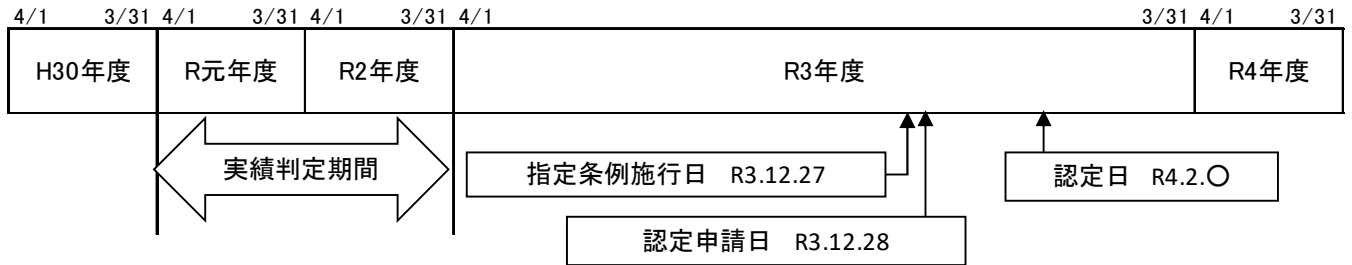 4/1 3/31 4/1 3/31 4/1 3/31 4/1 3/31 4/1 3/31
H30年度 R元年度 R2年度 R3年度 R4年度
実績判定期間
指定条例施行日 R3.12.27
認定日 R4.2.〇
認定申請日 R3.12.28